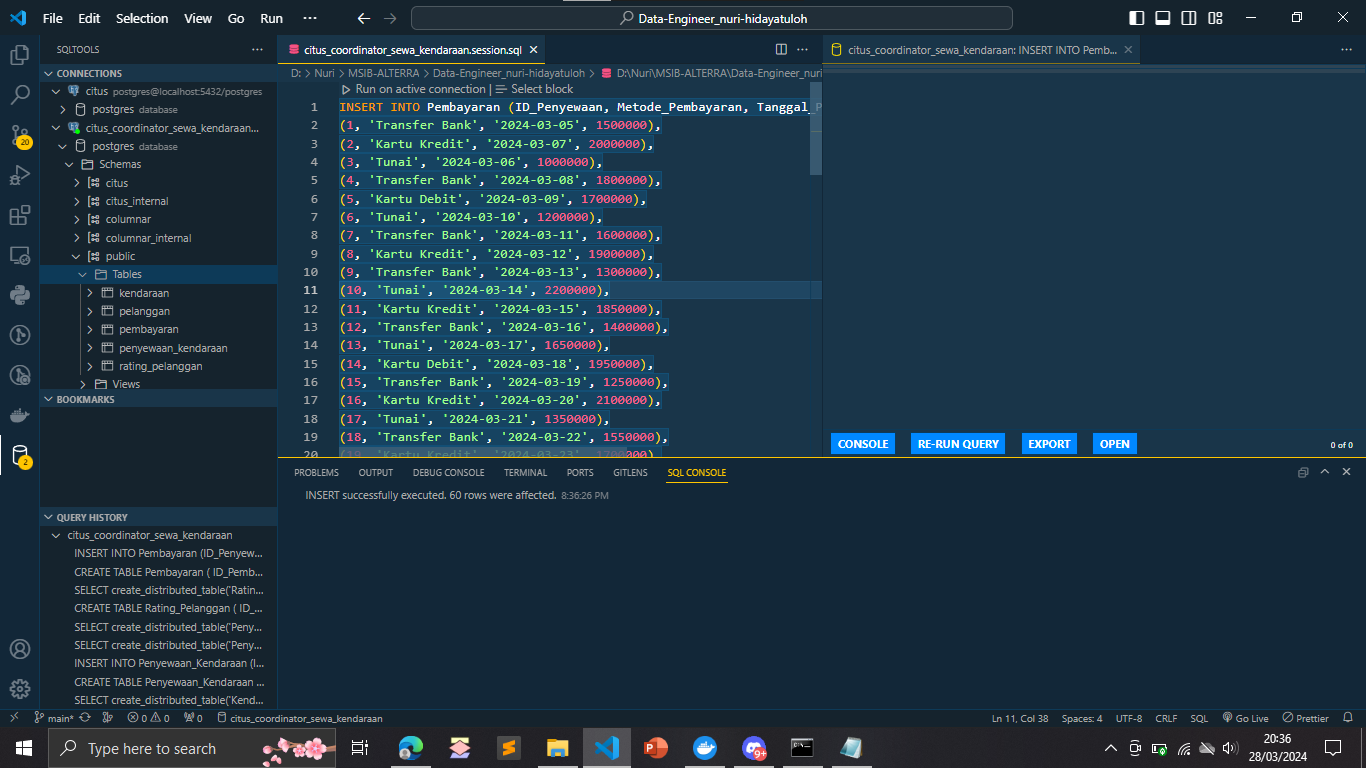 File Edit Selection View Go Run ··· Data-Engineer_nuri-hidayatuloh
SQLTOOLS
CONNECTIONS
citus postgres@localhost:5432/postgres
postgres database
citus_coordinator_sewa_kendaraan...
postgres database
Schemas
citus
citus_internal
columnar
columnar_internal
public
Tables
kendaraan
pelanggan
pembayaran
penyewaan_kendaraan
rating_pelanggan
Views
BOOKMARKS
QUERY HISTORY
citus_coordinator_sewa_kendaraan
INSERT INTO Pembayaran (ID_Penyew...
CREATE TABLE Pembayaran ( ID_Pemb...
SELECT create_distributed_table('Ratin...
CREATE TABLE Rating_Pelanggan ( ID_...
SELECT create_distributed_table('Peny...
SELECT create_distributed_table('Peny...
INSERT INTO Penyewaan_Kendaraan (I...
CREATE TABLE Penyewaan_Kendaraan ...
SELECT create_distributed_table('Kend...
20
2
citus_coordinator_sewa_kendaraan.session.sql
D: > Nuri > MSIB-ALTERRA > Data-Engineer_nuri-hidayatuloh > D:\Nuri\MSIB-ALTERRA\Data-Engineer_nuri
Run on active connection | Select block
1 INSERT INTO Pembayaran (ID_Penyewaan, Metode_Pembayaran, Tanggal_P
2 (1, 'Transfer Bank', '2024-03-05', 1500000),
3 (2, 'Kartu Kredit', '2024-03-07', 2000000),
4 (3, 'Tunai', '2024-03-06', 1000000),
5 (4, 'Transfer Bank', '2024-03-08', 1800000),
6 (5, 'Kartu Debit', '2024-03-09', 1700000),
7 (6, 'Tunai', '2024-03-10', 1200000),
8 (7, 'Transfer Bank', '2024-03-11', 1600000),
9 (8, 'Kartu Kredit', '2024-03-12', 1900000),
10 (9, 'Transfer Bank', '2024-03-13', 1300000),
11 (10, 'Tunai', '2024-03-14', 2200000),
12 (11, 'Kartu Kredit', '2024-03-15', 1850000),
13 (12, 'Transfer Bank', '2024-03-16', 1400000),
14 (13, 'Tunai', '2024-03-17', 1650000),
15 (14, 'Kartu Debit', '2024-03-18', 1950000),
16 (15, 'Transfer Bank', '2024-03-19', 1250000),
17 (16, 'Kartu Kredit', '2024-03-20', 2100000),
18 (17, 'Tunai', '2024-03-21', 1350000),
19 (18, 'Transfer Bank', '2024-03-22', 1550000),
20 (19, 'Kartu Kredit', '2024-03-23', 1700000)
citus_coordinator_sewa_kendaraan: INSERT INTO Pemb...
CONSOLE RE-RUN QUERY EXPORT OPEN 0 of 0
PROBLEMS OUTPUT DEBUG CONSOLE TERMINAL PORTS GITLENS SQL CONSOLE
INSERT successfully executed. 60 rows were affected. 8:36:26 PM
main* 0 0 0 citus_coordinator_sewa_kendaraan Ln 11, Col 38 Spaces: 4 UTF-8 CRLF SQL Go Live Prettier
Type here to search
9+
20:36
28/03/2024